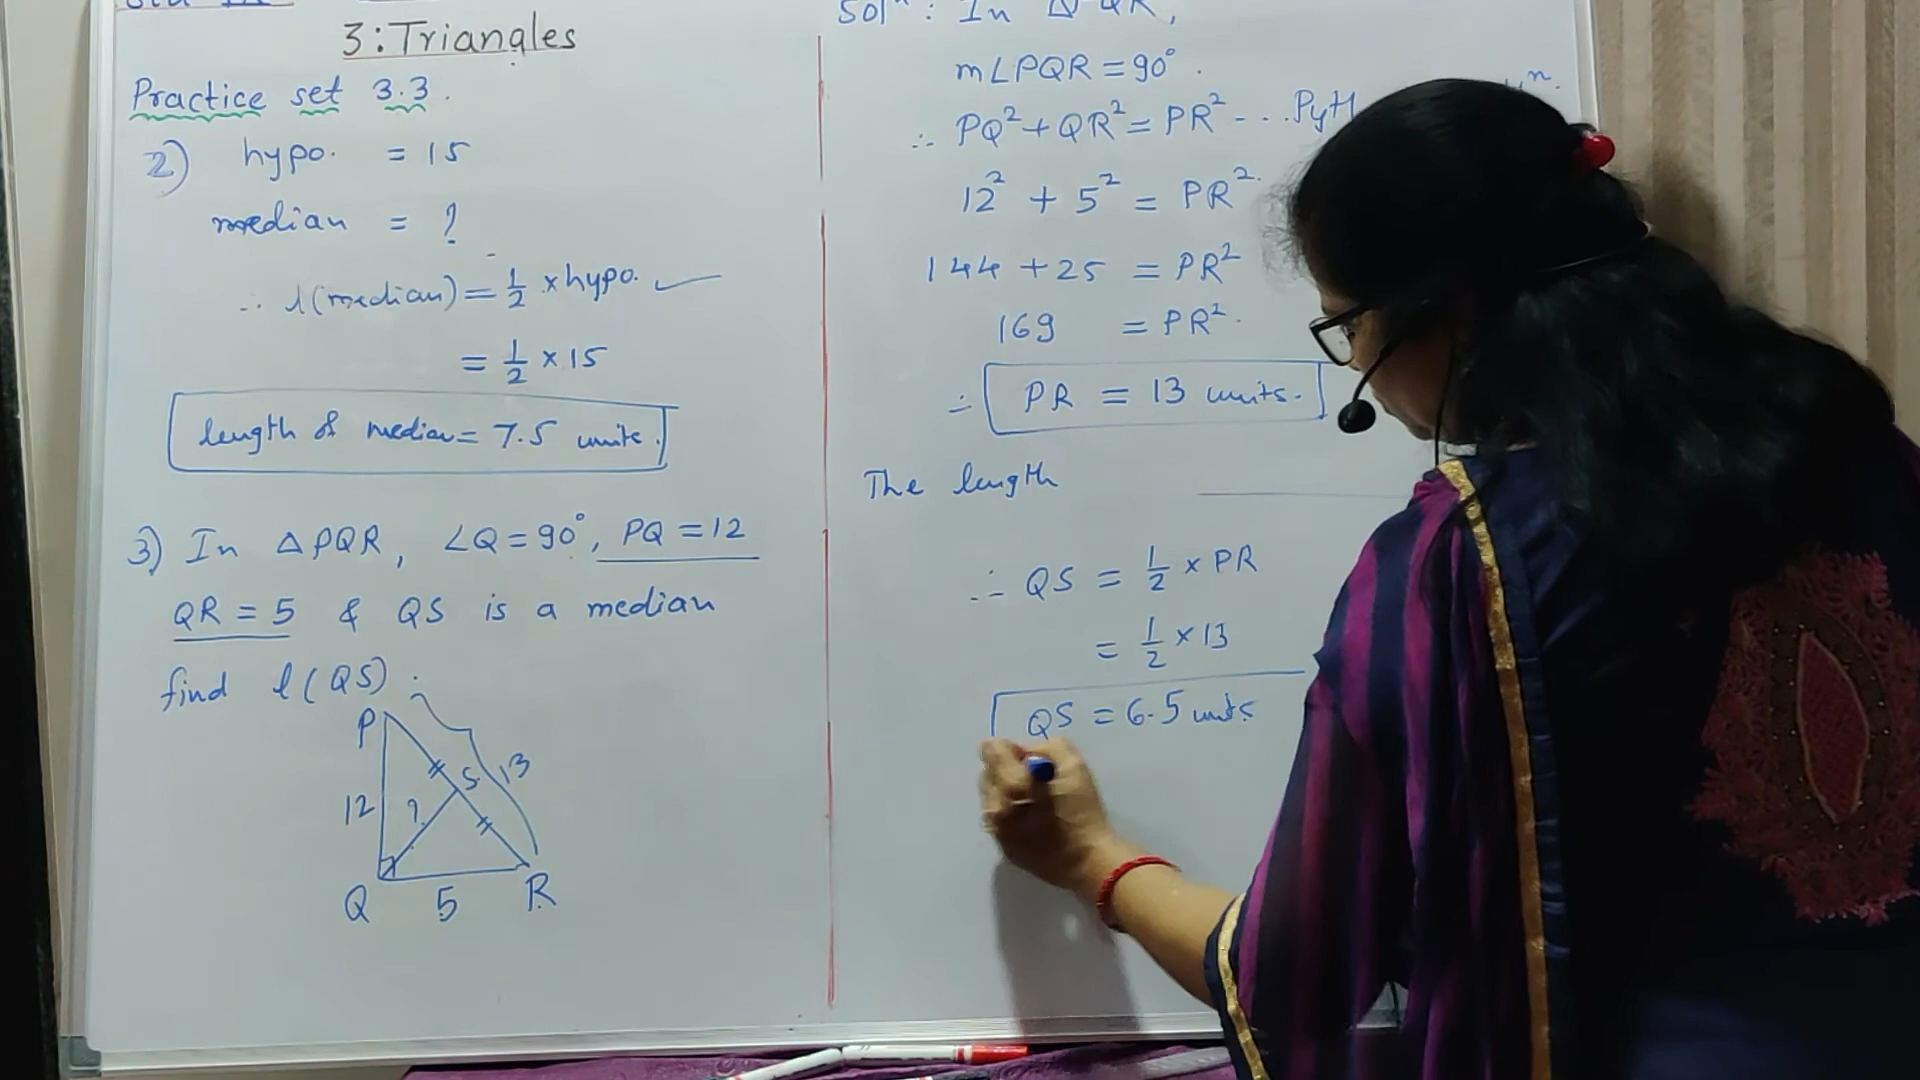 3: Triangles
Practice set 3.3.
2) hypo. = 15
median = ?
∴ l(median) = 1/2 × hypo. ✓
= 1/2 × 15
length of median = 7.5 units.
3) In △PQR, ∠Q = 90°, PQ = 12
QR = 5 & QS is a median
find l(QS).
P
S
13
12
?
Q
5
R
Solⁿ: In △PQR,
m∠PQR = 90°.
∴ PQ² + QR² = PR² - ... Pyth
12² + 5² = PR².
144 + 25 = PR²
169 = PR².
∴ PR = 13 units.
The length
∴ QS = 1/2 × PR
= 1/2 × 13
QS = 6.5 units